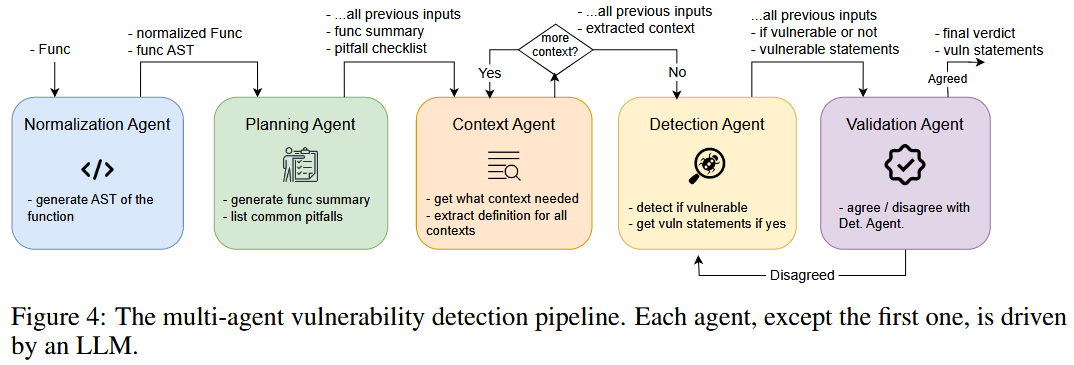 - Func
- normalized Func
- func AST
- ...all previous inputs
- func summary
- pitfall checklist
more
context?
Yes
No
- ...all previous inputs
- extracted context
...all previous inputs
- if vulnerable or not
- vulnerable statements
- final verdict
- vuln statements
Agreed
Normalization Agent
</>
- generate AST of the
function
Planning Agent
- generate func summary
- list common pitfalls
Context Agent
- get what context needed
- extract definition for all
contexts
Detection Agent
- detect if vulnerable
- get vuln statements if yes
Validation Agent
- agree / disagree with
Det. Agent.
Disagreed
Figure 4: The multi-agent vulnerability detection pipeline. Each agent, except the first one, is driven
by an LLM.